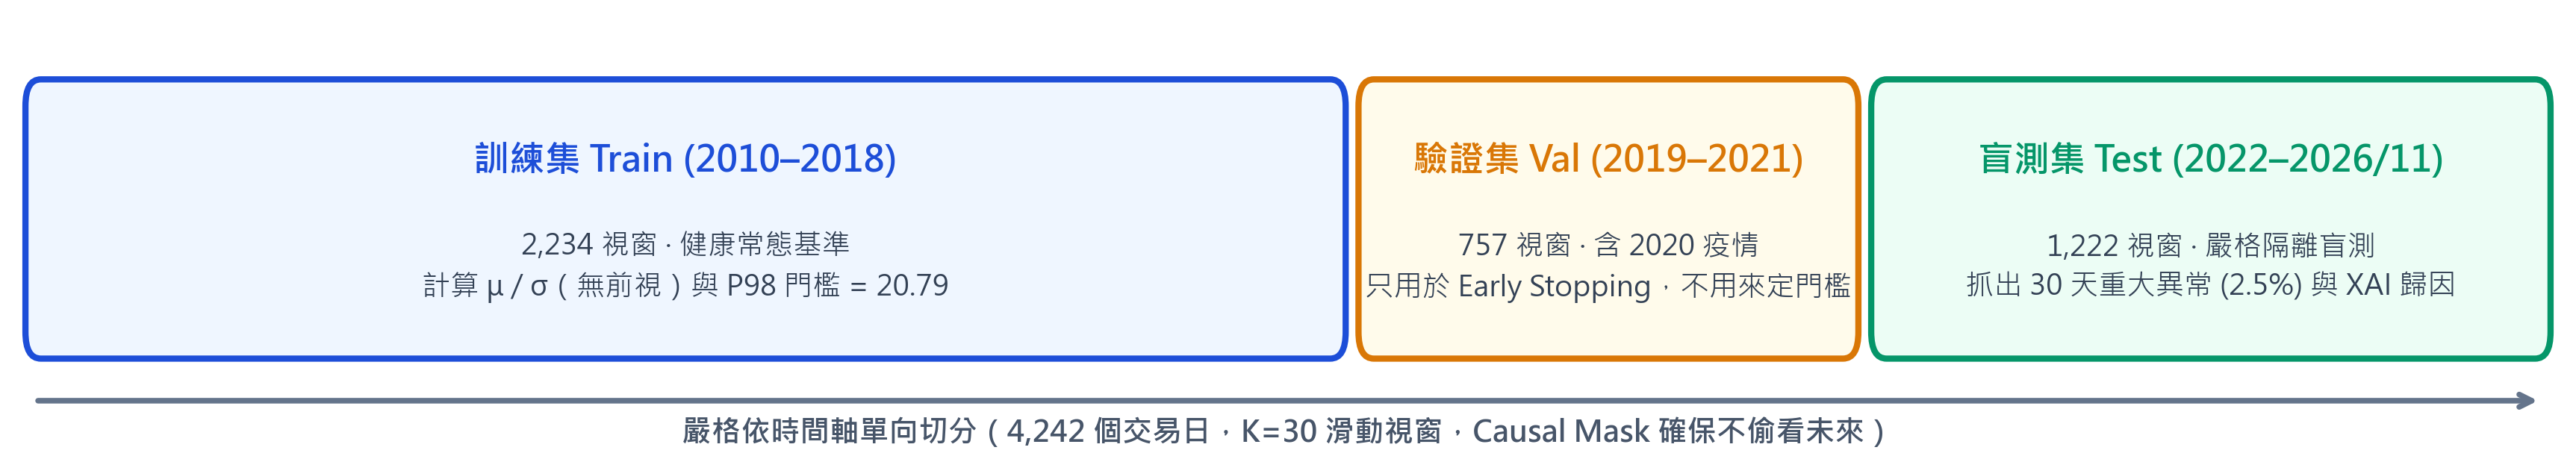 訓練集 Train (2010–2018)
2,234 視窗 · 健康常態基準
計算 μ / σ（無前視）與 P98 門檻 = 20.79
驗證集 Val (2019–2021)
757 視窗 · 含 2020 疫情
只用於 Early Stopping，不用來定門檻
盲測集 Test (2022–2026/11)
1,222 視窗 · 嚴格隔離盲測
抓出 30 天重大異常 (2.5%) 與 XAI 歸因
嚴格依時間軸單向切分（4,242 個交易日，K=30 滑動視窗，Causal Mask 確保不偷看未來）